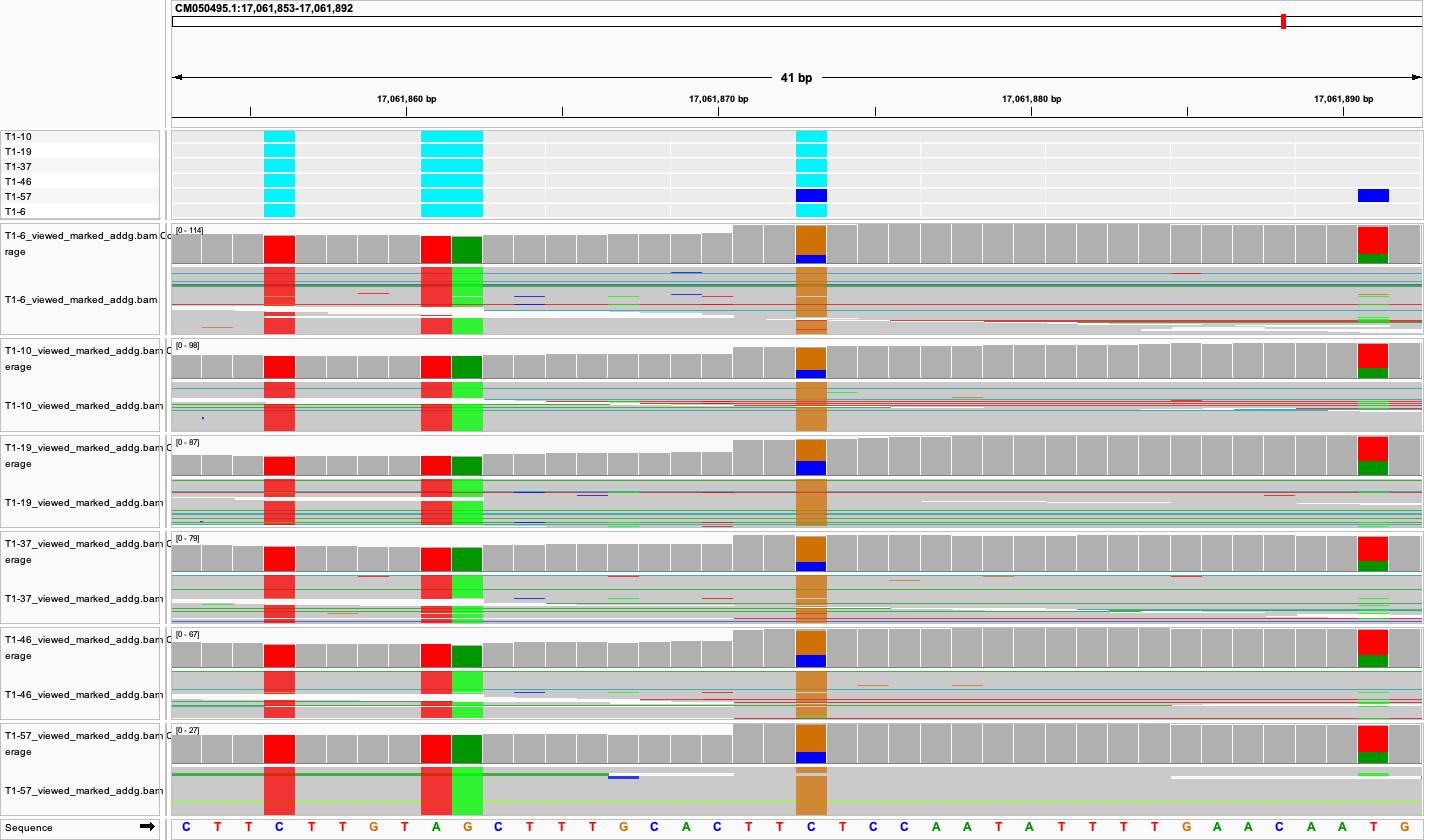 CM050495.1:17,061,853-17,061,892
41 bp
17,061,860 bp 17,061,870 bp 17,061,880 bp 17,061,890 bp
T1-10
T1-19
T1-37
T1-46
T1-57
T1-6
T1-6_viewed_marked_addg.bam Co
rage
[0 - 114]
T1-6_viewed_marked_addg.bam
T1-10_viewed_marked_addg.bam C
erage
[0 - 98]
T1-10_viewed_marked_addg.bam
T1-19_viewed_marked_addg.bam C
erage
[0 - 87]
T1-19_viewed_marked_addg.bam
T1-37_viewed_marked_addg.bam C
erage
[0 - 79]
T1-37_viewed_marked_addg.bam
T1-46_viewed_marked_addg.bam C
erage
[0 - 67]
T1-46_viewed_marked_addg.bam
T1-57_viewed_marked_addg.bam C
erage
[0 - 27]
T1-57_viewed_marked_addg.bam
Sequence C T T C T T G T A G C T T T G C A C T T C T C C A A T A T T T T G A A C A A T G